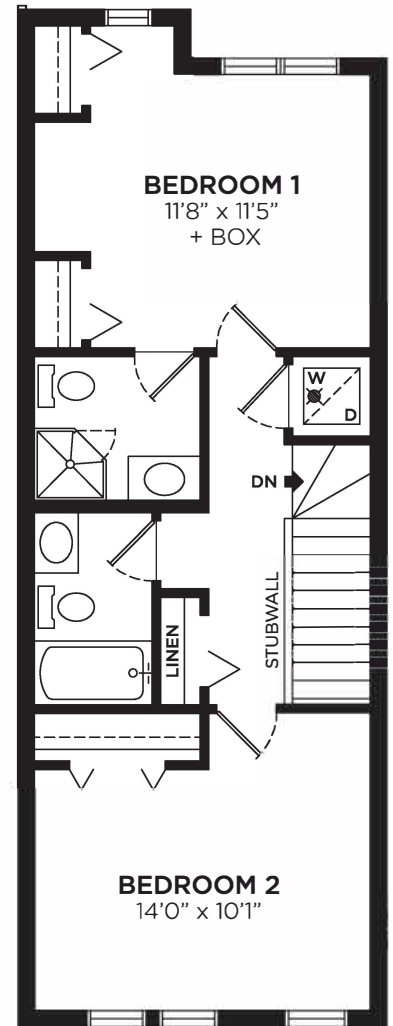 BEDROOM 1
11’8” x 11’5”
+ BOX
W
D
DN
STUBWALL
LINEN
BEDROOM 2
14’0” x 10’1”